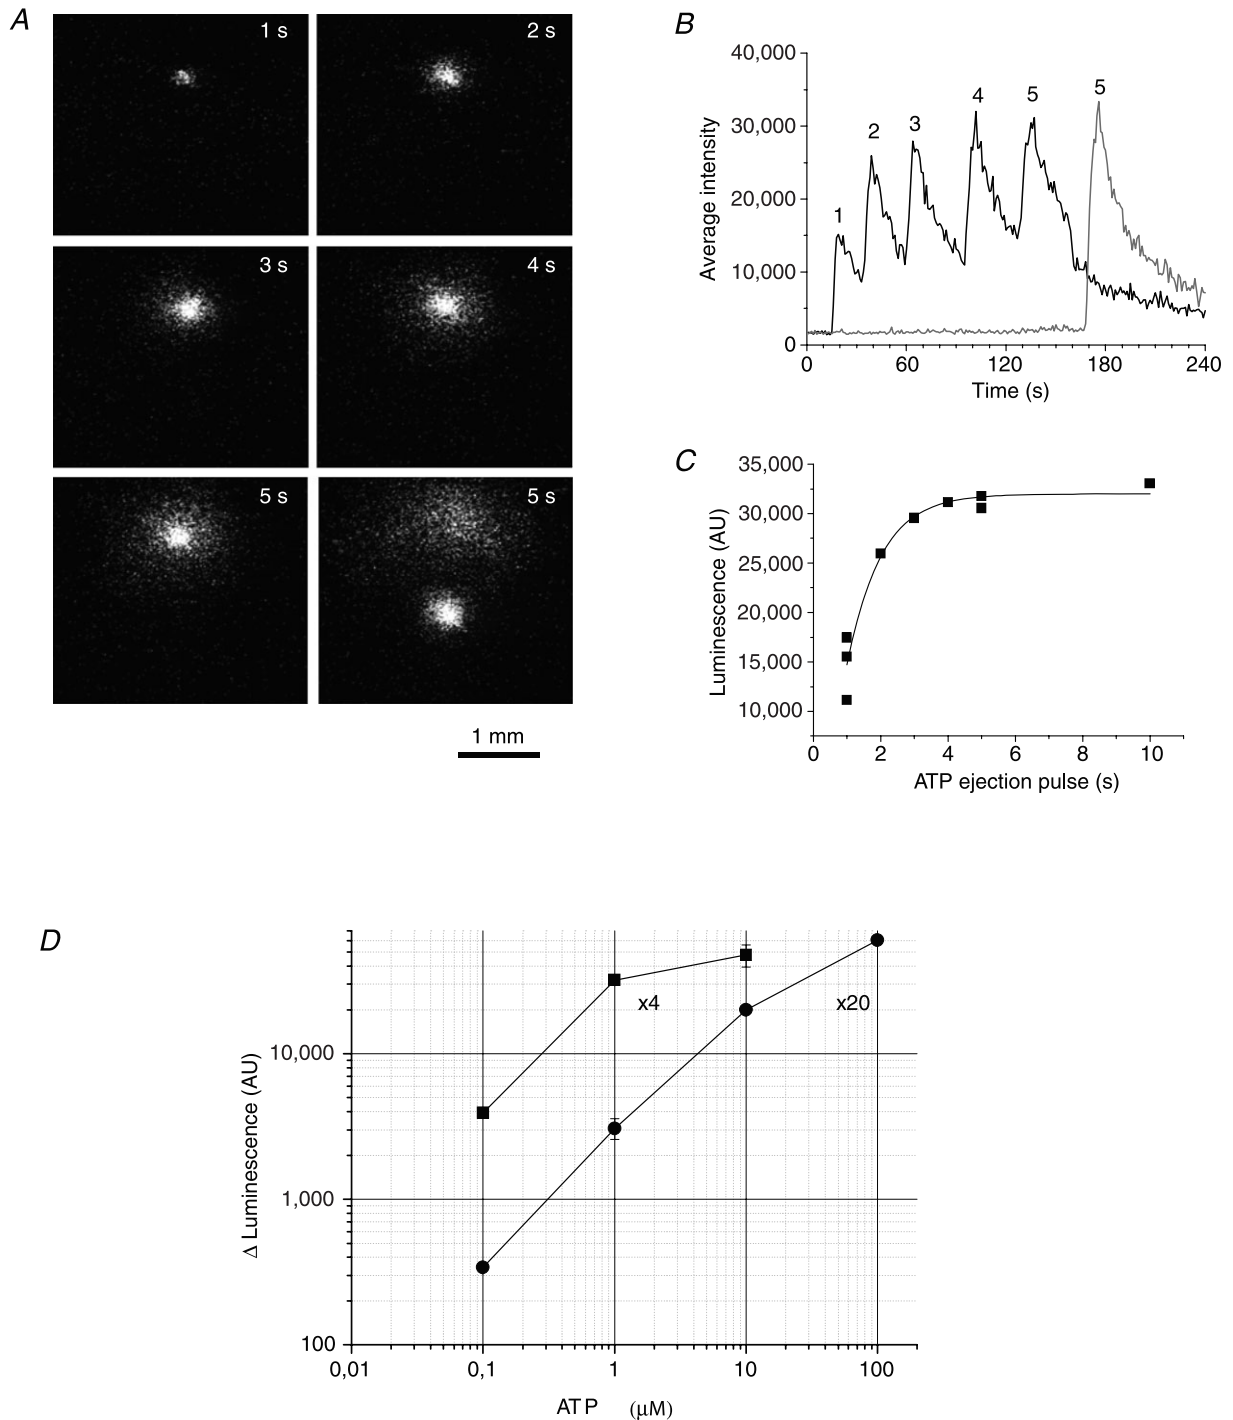 A
1 s
2 s
3 s
4 s
5 s
5 s
1 mm
B
40,000
30,000
20,000
10,000
0
Average intensity
1
2
3
4
5
5
0
60
120
180
240
Time (s)
C
35,000
30,000
25,000
20,000
15,000
10,000
Luminescence (AU)
0
2
4
6
8
10
ATP ejection pulse (s)
D
10,000
1,000
100
Δ Luminescence (AU)
x4
x20
0,01
0,1
1
10
100
ATP (µM)